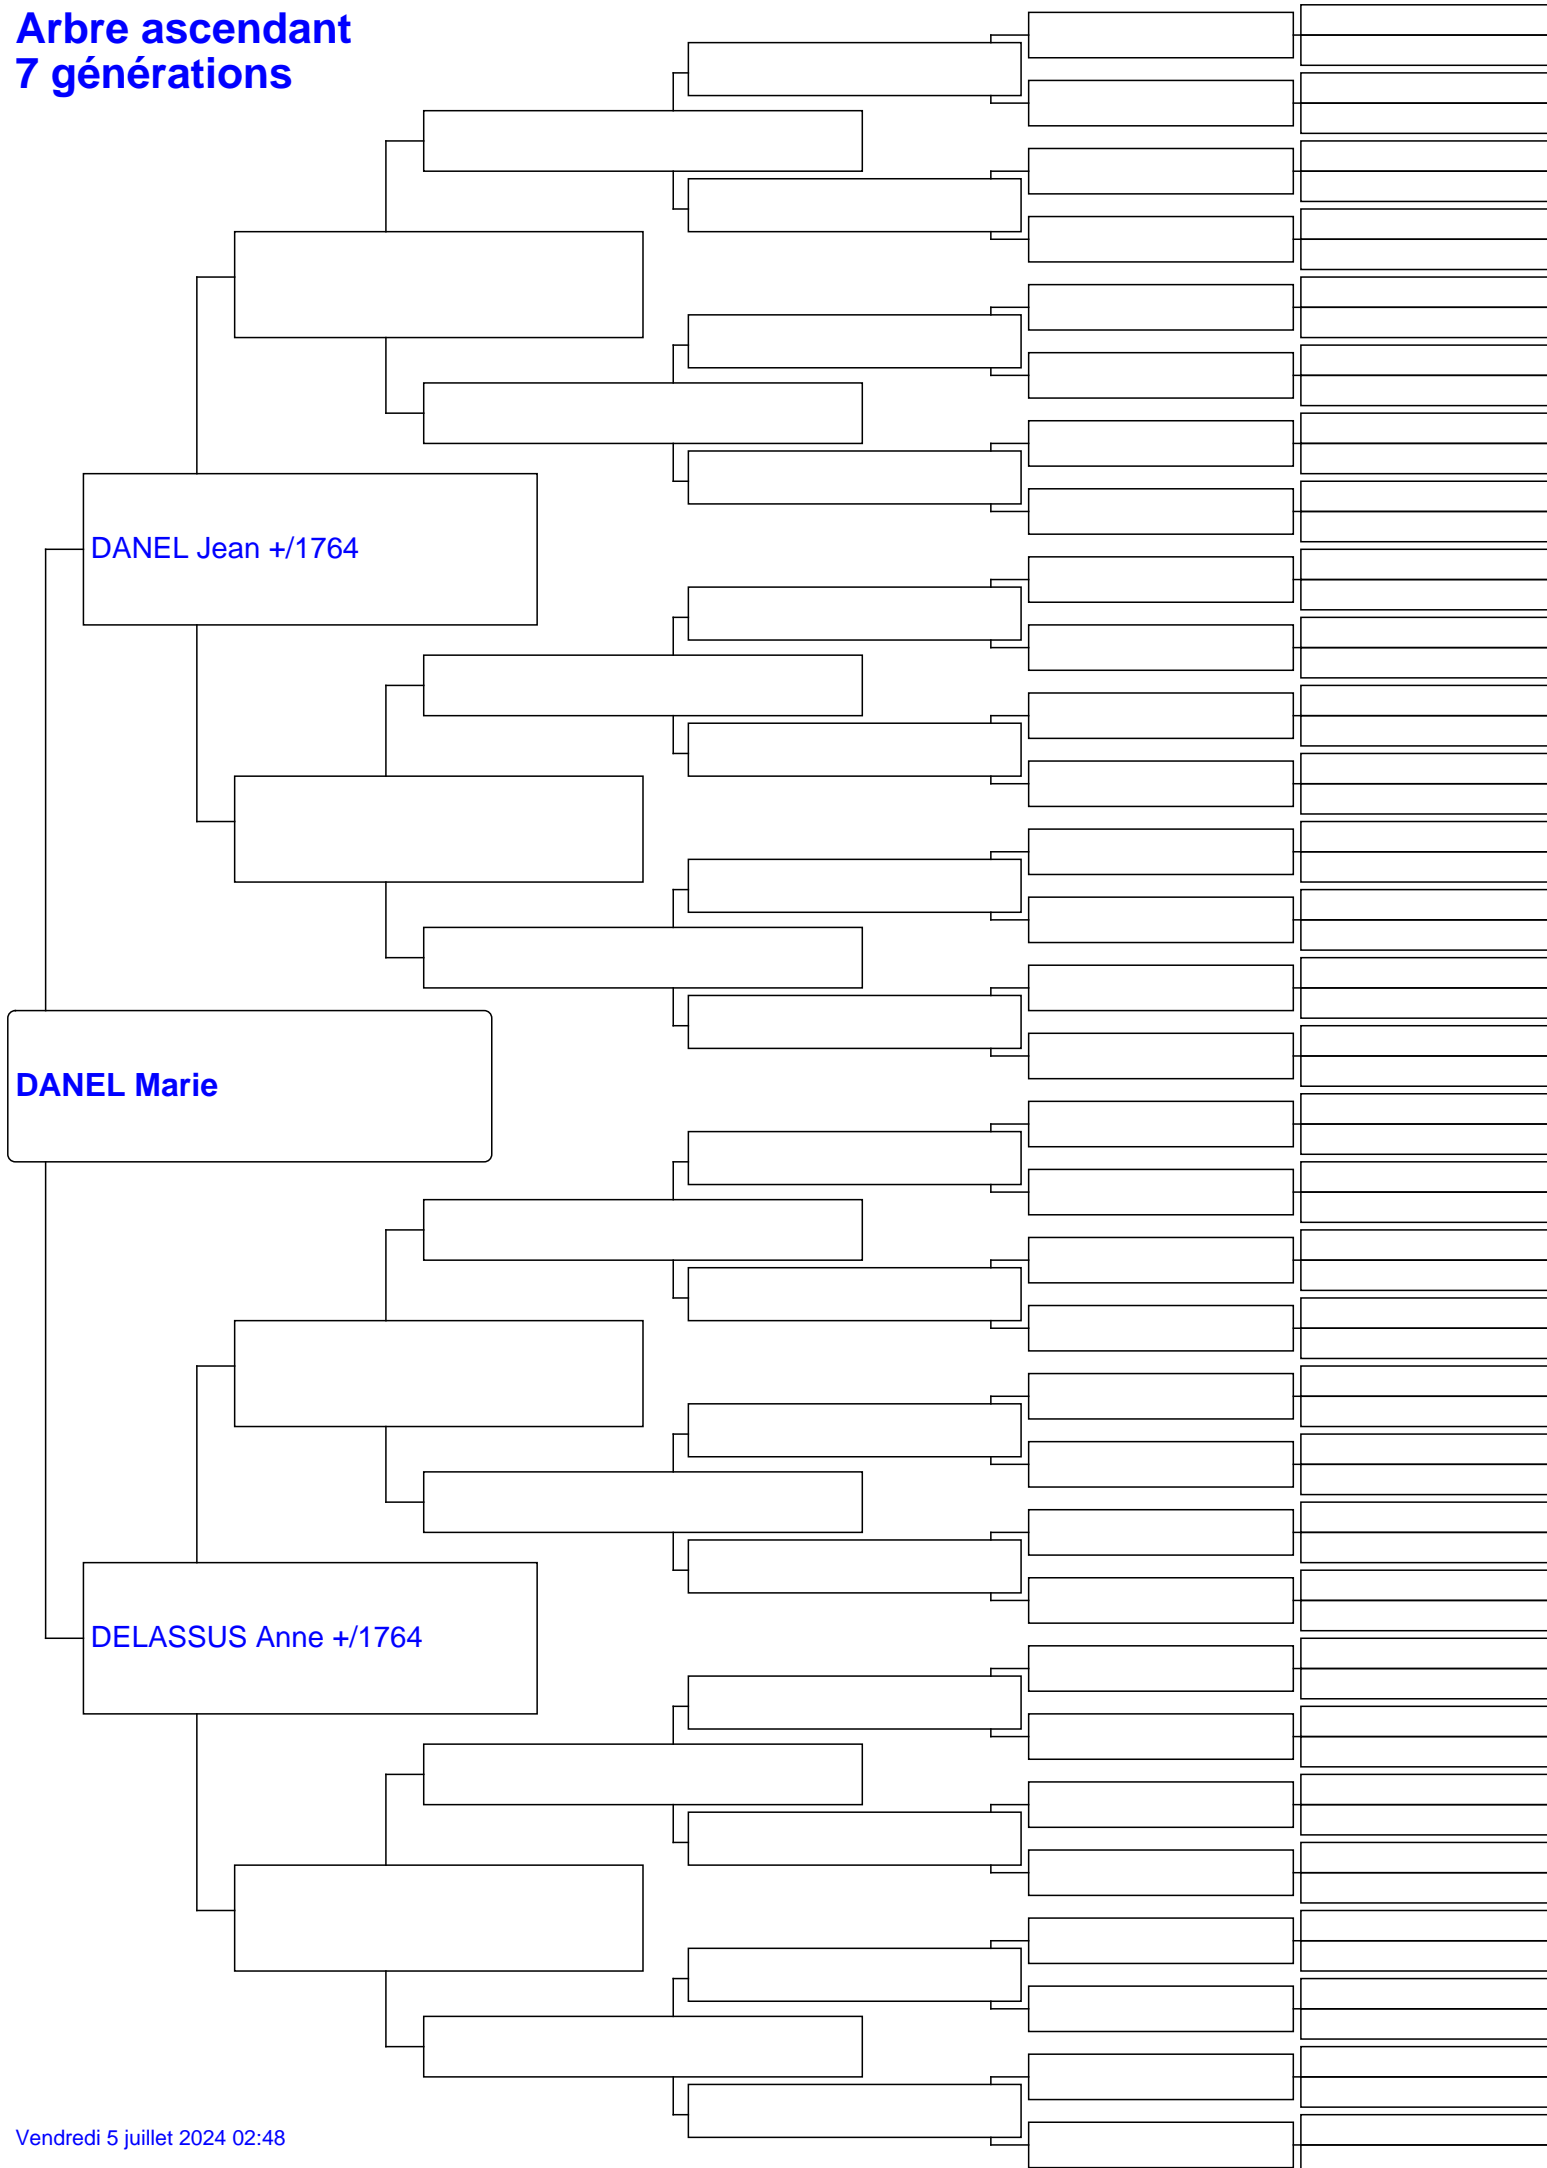 Arbre ascendant
7 générations
DANEL Jean +/1764
DANEL Marie
DELASSUS Anne +/1764
Vendredi 5 juillet 2024 02:48